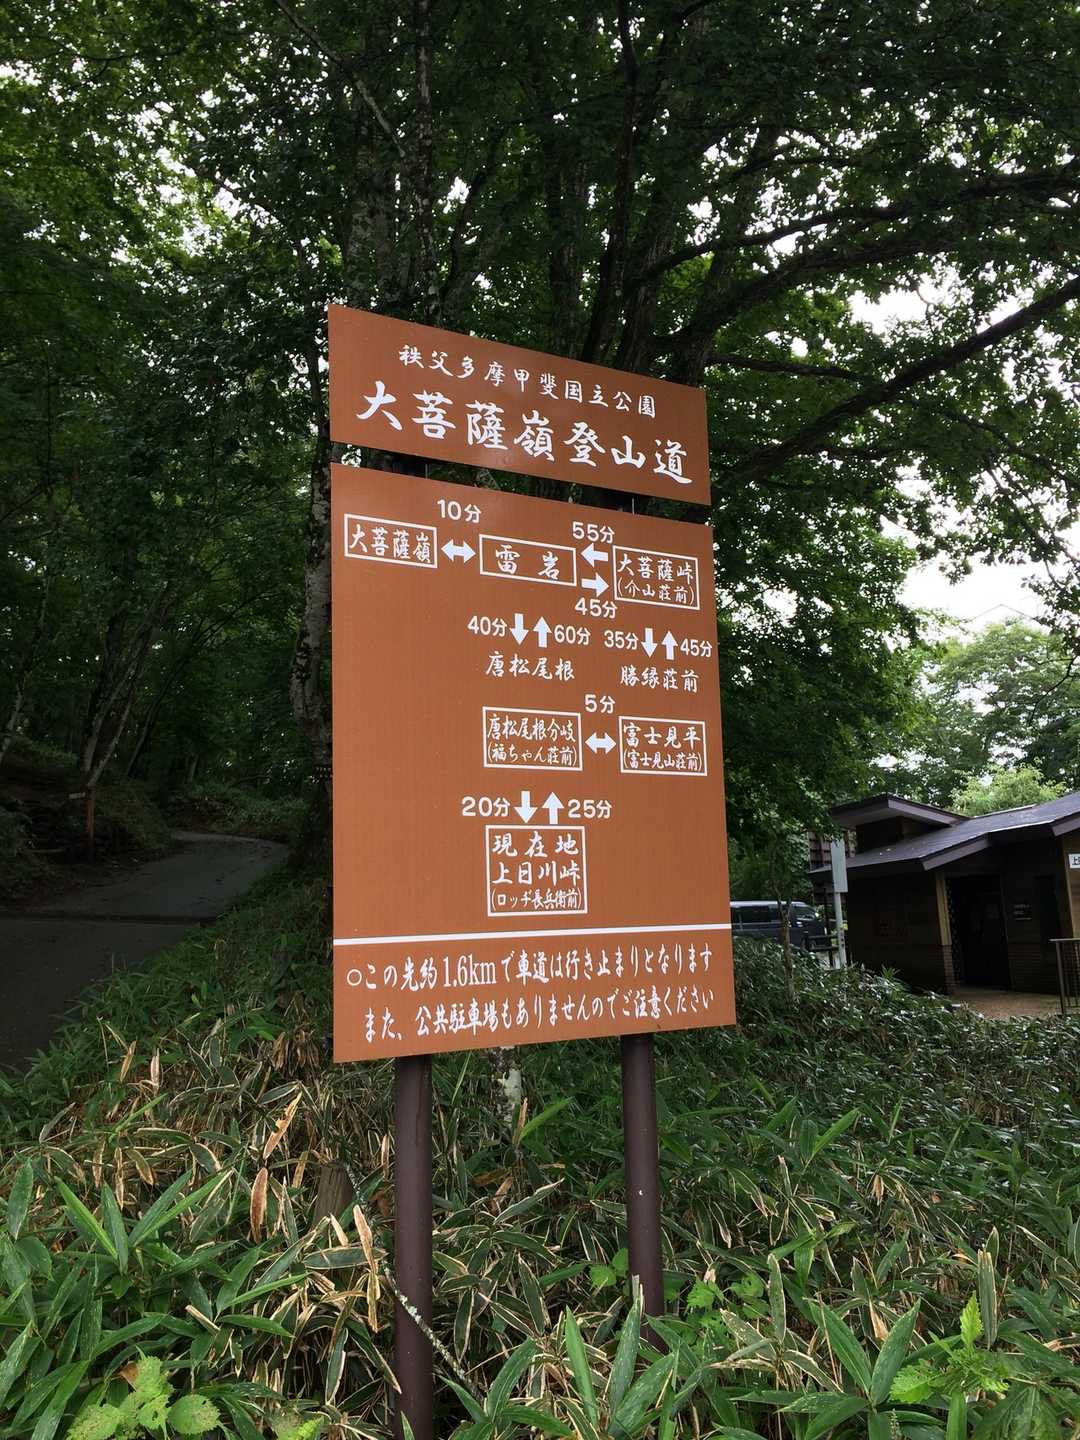 秩父多摩甲斐国立公園
大菩薩嶺登山道
10分
55分
大菩薩嶺
雷岩
大菩薩峠
(介山荘前)
45分
40分
60分
35分
45分
唐松尾根
勝縁荘前
5分
唐松尾根分岐
(福ちゃん荘前)
富士見平
(富士見山荘前)
20分
25分
現在地
上日川峠
(ロッヂ長兵衛前)
○この先約1.6kmで車道は行き止まりとなります
また、公共駐車場もありませんのでご注意ください